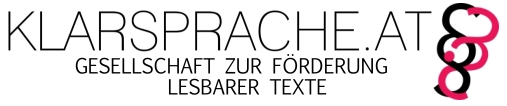 KLARSPRACHE.AT
GESELLSCHAFT ZUR FÖRDERUNG
LESBARER TEXTE